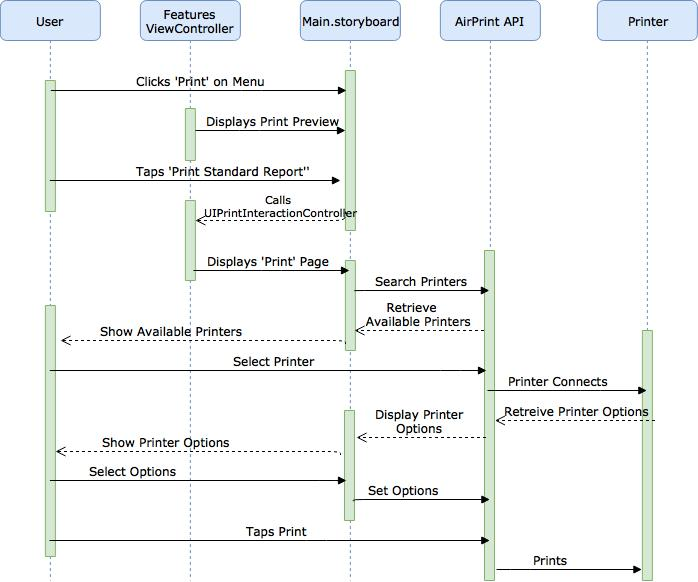 User
Features
ViewController
Main.storyboard
AirPrint API
Printer
Clicks 'Print' on Menu
Displays Print Preview
Taps 'Print Standard Report''
Calls
UIPrintInteractionController
Displays 'Print' Page
Search Printers
Retrieve
Available Printers
Show Available Printers
Select Printer
Printer Connects
Retreive Printer Options
Display Printer
Options
Show Printer Options
Select Options
Set Options
Taps Print
Prints